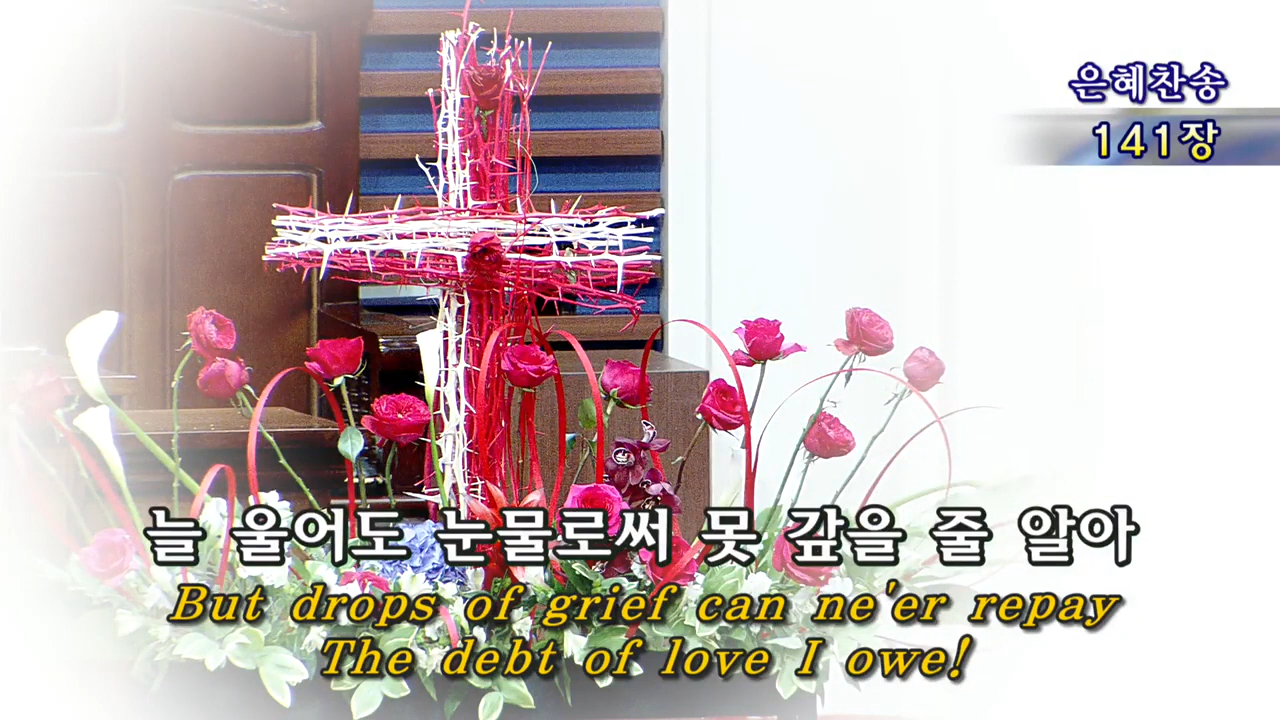 은혜찬송
141장
늘 울어도 눈물로써 못 갚을 줄 알아
But drops of grief can ne'er repay
The debt of love I owe!